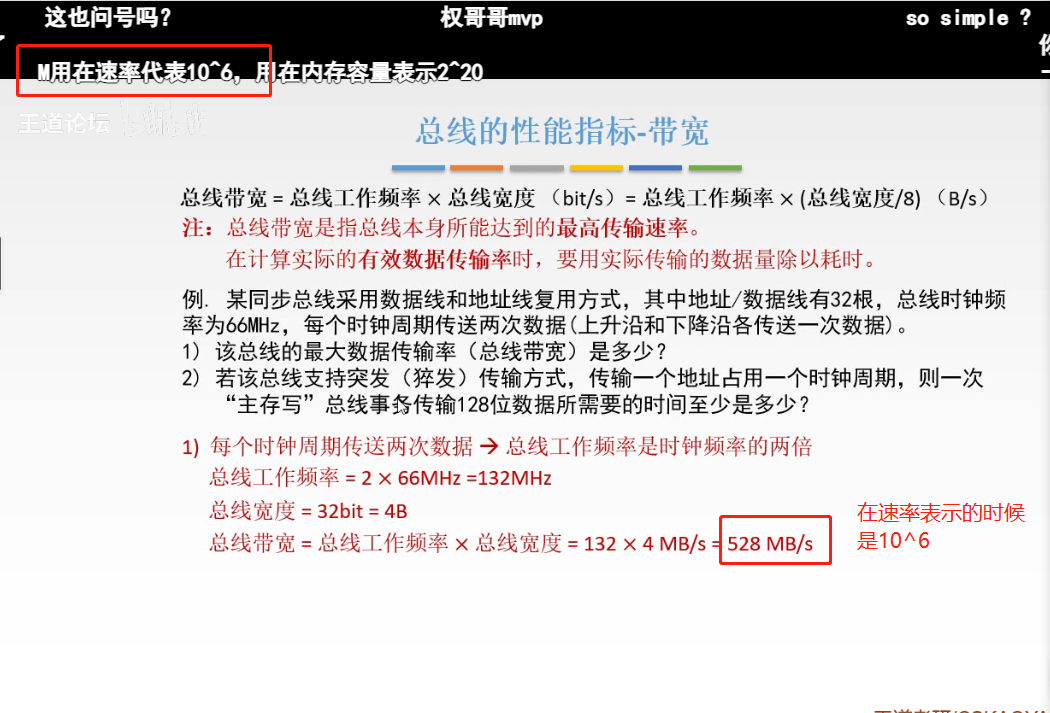 这也问号吗？
权哥哥mvp
so simple ?
M用在速率代表10^6，用在内存容量表示2^20
王道论坛
总线的性能指标-带宽
总线带宽 = 总线工作频率 × 总线宽度 （bit/s）= 总线工作频率 × (总线宽度/8) （B/s）
注：总线带宽是指总线本身所能达到的最高传输速率。
在计算实际的有效数据传输率时，要用实际传输的数据量除以耗时。
例. 某同步总线采用数据线和地址线复用方式，其中地址/数据线有32根，总线时钟频
率为66MHz，每个时钟周期传送两次数据(上升沿和下降沿各传送一次数据)。
1) 该总线的最大数据传输率（总线带宽）是多少？
2) 若该总线支持突发（猝发）传输方式，传输一个地址占用一个时钟周期，则一次
“主存写”总线事务传输128位数据所需要的时间至少是多少？
1) 每个时钟周期传送两次数据 → 总线工作频率是时钟频率的两倍
总线工作频率 = 2 × 66MHz =132MHz
总线宽度 = 32bit = 4B
总线带宽 = 总线工作频率 × 总线宽度 = 132 × 4 MB/s = 528 MB/s
在速率表示的时候
是10^6